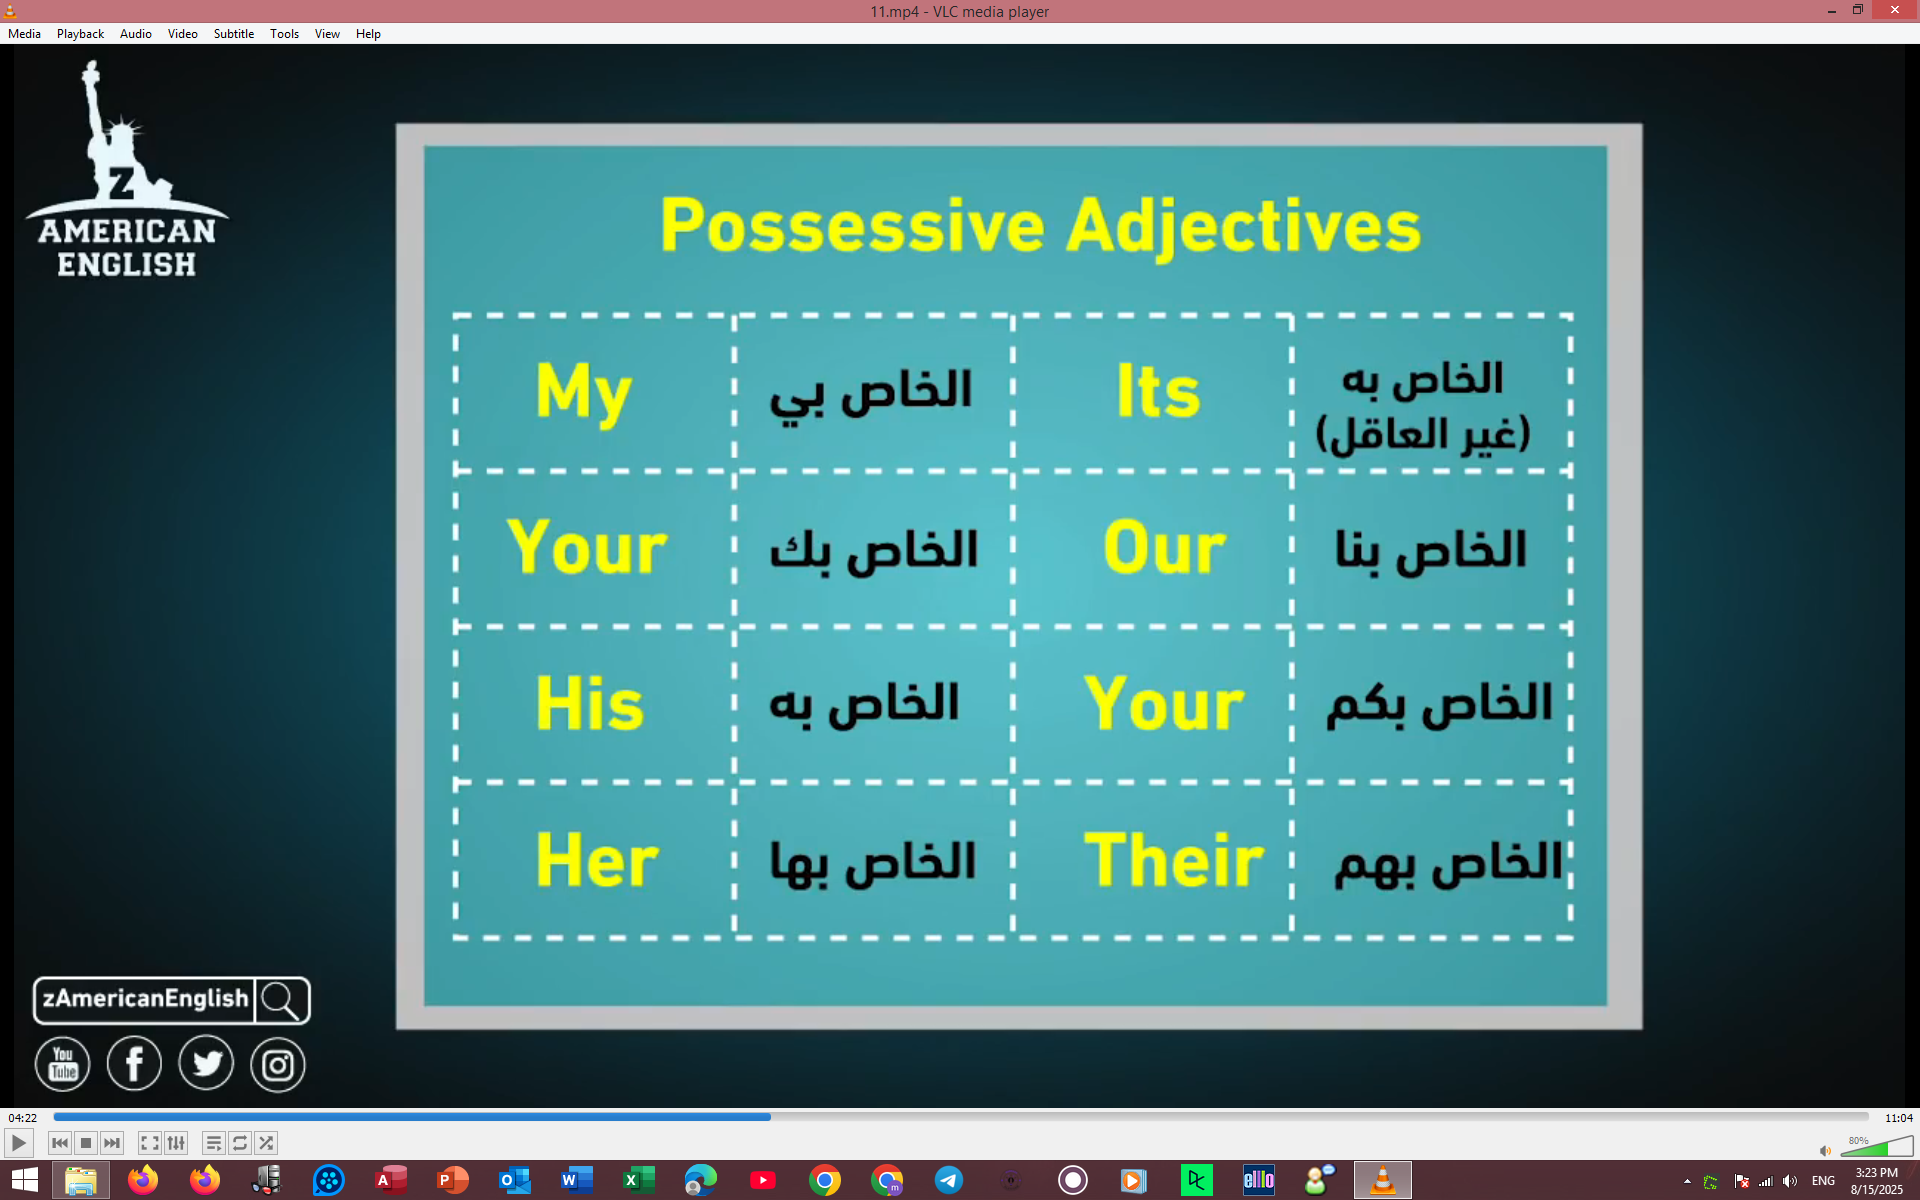 11.mp4 - VLC media player
Media Playback Audio Video Subtitle Tools View Help
Z
AMERICAN
ENGLISH
Possessive Adjectives
My
الخاص بي
Its
الخاص به
(غير العاقل)
Your
الخاص بك
Our
الخاص بنا
His
الخاص به
Your
الخاص بكم
Her
الخاص بها
Their
الخاص بهم
zAmericanEnglish
You
Tube
04:22
11:04
80%
ENG
3:23 PM
8/15/2025
elllo